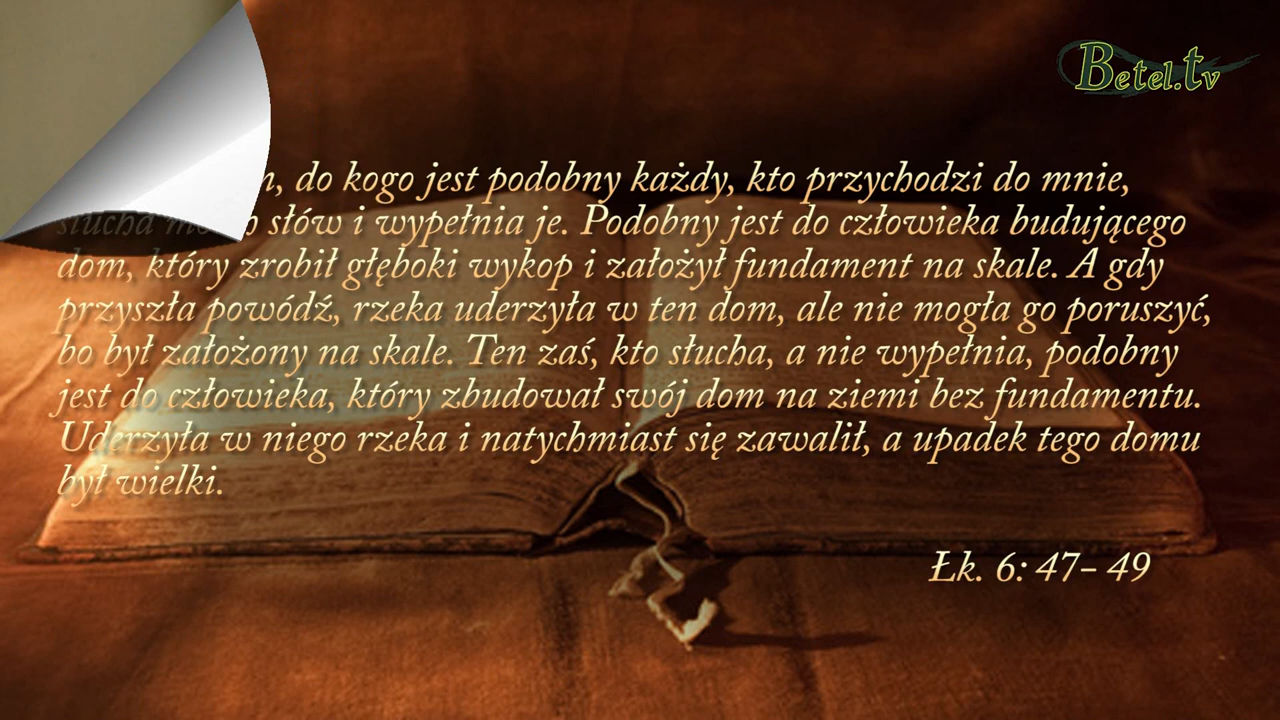 Betel.tv
do kogo jest podobny każdy, kto przychodzi do mnie,
słucha słów i wypełnia je. Podobny jest do człowieka budującego
dom, który zrobił głęboki wykop i założył fundament na skale. A gdy
przyszła powódź, rzeka uderzyła w ten dom, ale nie mogła go poruszyć,
bo był założony na skale. Ten zaś, kto słucha, a nie wypełnia, podobny
jest do człowieka, który zbudował swój dom na ziemi bez fundamentu.
Uderzyła w niego rzeka i natychmiast się zawalił, a upadek tego domu
był wielki.
Łk. 6: 47- 49